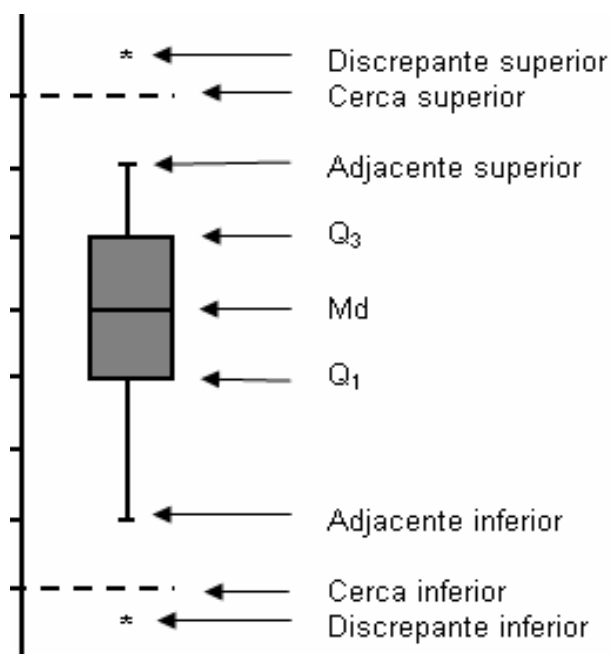 Discrepante superior
Cerca superior
Adjacente superior
Q₃
Md
Q₁
Adjacente inferior
Cerca inferior
Discrepante inferior